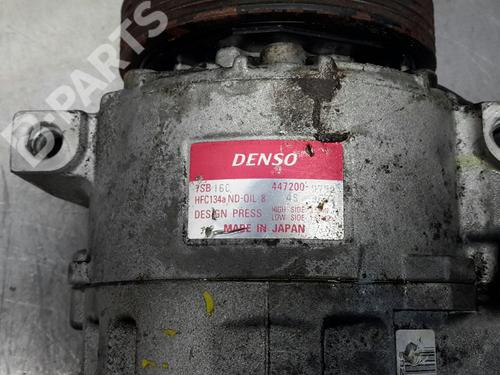 B-PARTS
DENSO
7SB16C 447200-
HFC134a ND-OIL 8
DESIGN PRESS HIGH SIDE
LOW SIDE
MADE IN JAPAN